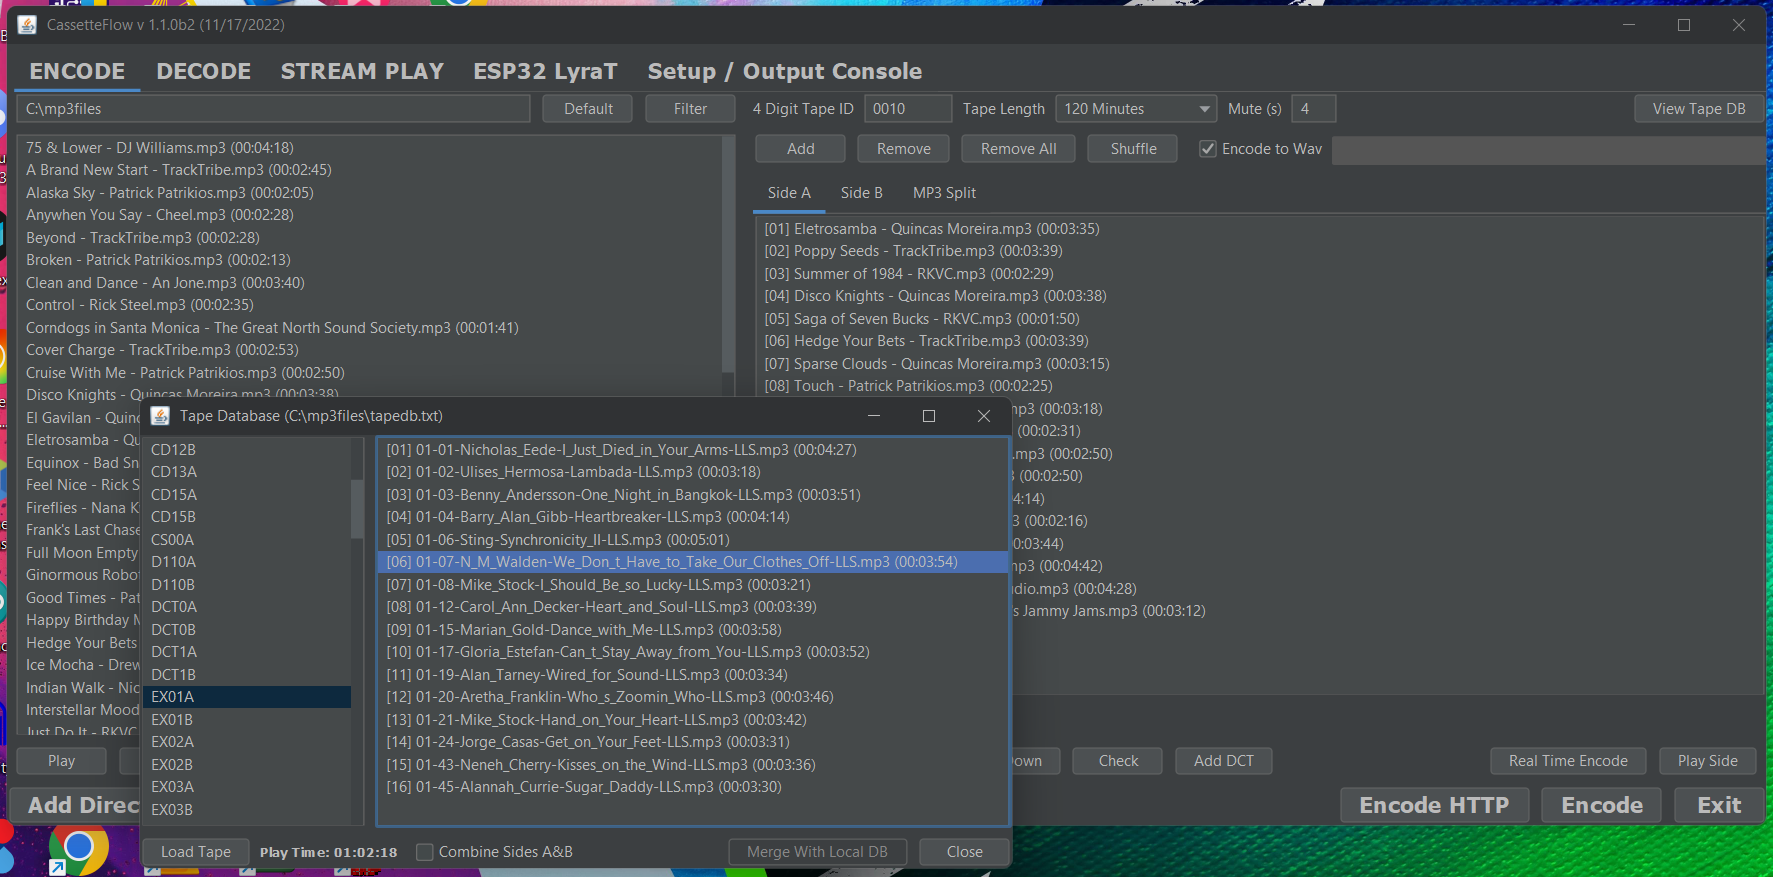 CassetteFlow v 1.1.0b2 (11/17/2022)
ENCODE DECODE STREAM PLAY ESP32 LyraT Setup / Output Console
C:\mp3files Default Filter 4 Digit Tape ID 0010 Tape Length 120 Minutes Mute (s) 4 View Tape DB
Add Remove Remove All Shuffle Encode to Wav
Side A Side B MP3 Split
75 & Lower - DJ Williams.mp3 (00:04:18)
A Brand New Start - TrackTribe.mp3 (00:02:45)
Alaska Sky - Patrick Patrikios.mp3 (00:02:05)
Anywhen You Say - Cheel.mp3 (00:02:28)
Beyond - TrackTribe.mp3 (00:02:28)
Broken - Patrick Patrikios.mp3 (00:02:13)
Clean and Dance - An Jone.mp3 (00:03:40)
Control - Rick Steel.mp3 (00:02:35)
Corndogs in Santa Monica - The Great North Sound Society.mp3 (00:01:41)
Cover Charge - TrackTribe.mp3 (00:02:53)
Cruise With Me - Patrick Patrikios.mp3 (00:02:50)
Disco Knights - Quincas Moreira.mp3 (00:03:38)
El Gavilan - Quinc
Eletrosamba - Qu
Equinox - Bad Sn
Feel Nice - Rick S
Fireflies - Nana K
Frank's Last Chase
Full Moon Empty
Ginormous Robot
Good Times - Pat
Happy Birthday M
Hedge Your Bets
Ice Mocha - Drew
Indian Walk - Nic
Interstellar Mood
Just Do It - RKVC
[01] Eletrosamba - Quincas Moreira.mp3 (00:03:35)
[02] Poppy Seeds - TrackTribe.mp3 (00:03:39)
[03] Summer of 1984 - RKVC.mp3 (00:02:29)
[04] Disco Knights - Quincas Moreira.mp3 (00:03:38)
[05] Saga of Seven Bucks - RKVC.mp3 (00:01:50)
[06] Hedge Your Bets - TrackTribe.mp3 (00:03:39)
[07] Sparse Clouds - Quincas Moreira.mp3 (00:03:15)
[08] Touch - Patrick Patrikios.mp3 (00:02:25)
mp3 (00:03:18)
(00:02:31)
.mp3 (00:02:50)
(00:02:50)
4:14)
3 (00:02:16)
00:03:44)
mp3 (00:04:42)
dio.mp3 (00:04:28)
s Jammy Jams.mp3 (00:03:12)
Tape Database (C:\mp3files\tapedb.txt)
CD12B
CD13A
CD15A
CD15B
CS00A
D110A
D110B
DCT0A
DCT0B
DCT1A
DCT1B
EX01A
EX01B
EX02A
EX02B
EX03A
EX03B
[01] 01-01-Nicholas_Eede-I_Just_Died_in_Your_Arms-LLS.mp3 (00:04:27)
[02] 01-02-Ulises_Hermosa-Lambada-LLS.mp3 (00:03:18)
[03] 01-03-Benny_Andersson-One_Night_in_Bangkok-LLS.mp3 (00:03:51)
[04] 01-04-Barry_Alan_Gibb-Heartbreaker-LLS.mp3 (00:04:14)
[05] 01-06-Sting-Synchronicity_II-LLS.mp3 (00:05:01)
[06] 01-07-N_M_Walden-We_Don_t_Have_to_Take_Our_Clothes_Off-LLS.mp3 (00:03:54)
[07] 01-08-Mike_Stock-I_Should_Be_so_Lucky-LLS.mp3 (00:03:21)
[08] 01-12-Carol_Ann_Decker-Heart_and_Soul-LLS.mp3 (00:03:39)
[09] 01-15-Marian_Gold-Dance_with_Me-LLS.mp3 (00:03:58)
[10] 01-17-Gloria_Estefan-Can_t_Stay_Away_from_You-LLS.mp3 (00:03:52)
[11] 01-19-Alan_Tarney-Wired_for_Sound-LLS.mp3 (00:03:34)
[12] 01-20-Aretha_Franklin-Who_s_Zoomin_Who-LLS.mp3 (00:03:46)
[13] 01-21-Mike_Stock-Hand_on_Your_Heart-LLS.mp3 (00:03:42)
[14] 01-24-Jorge_Casas-Get_on_Your_Feet-LLS.mp3 (00:03:31)
[15] 01-43-Neneh_Cherry-Kisses_on_the_Wind-LLS.mp3 (00:03:36)
[16] 01-45-Alannah_Currie-Sugar_Daddy-LLS.mp3 (00:03:30)
Load Tape Play Time: 01:02:18 Combine Sides A&B Merge With Local DB Close
Play own Check Add DCT Real Time Encode Play Side
Add Direc Encode HTTP Encode Exit